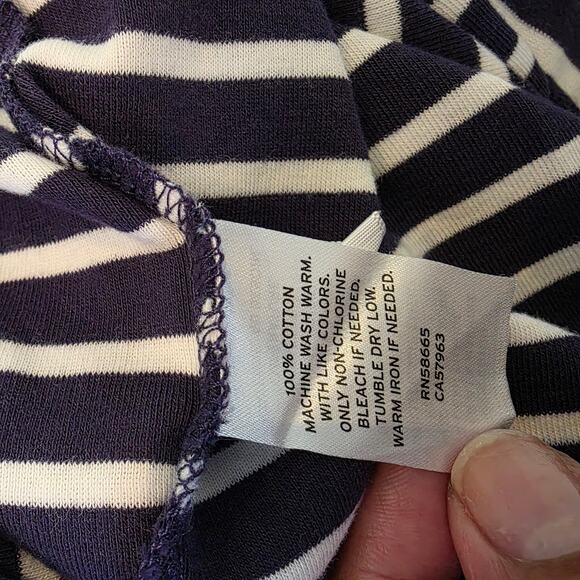 100% COTTON
MACHINE WASH WARM.
WITH LIKE COLORS.
ONLY NON-CHLORINE
BLEACH IF NEEDED.
TUMBLE DRY LOW.
WARM IRON IF NEEDED.
RN58665
CA57963